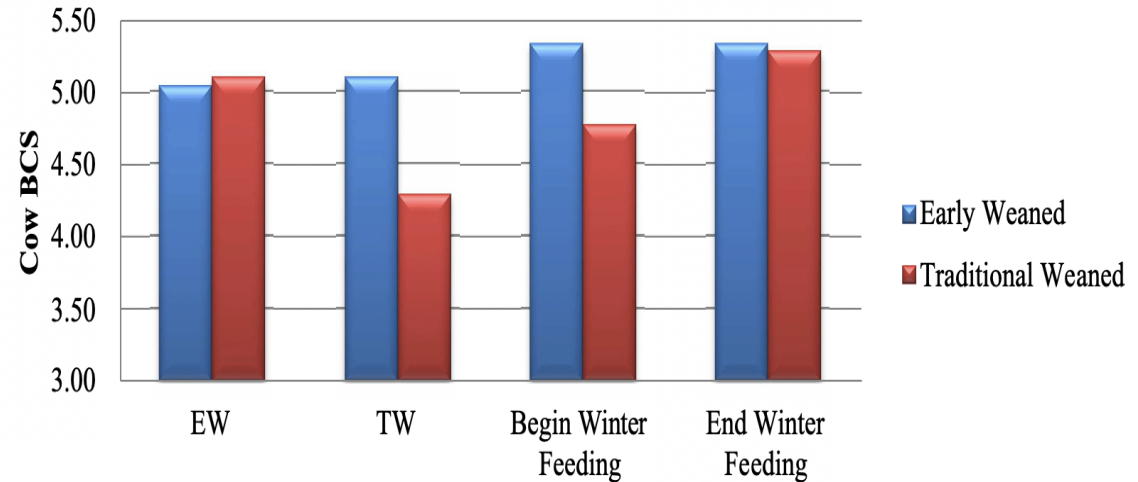 5.50
5.00
4.50
4.00
3.50
3.00
Cow BCS
EW
TW
Begin Winter
Feeding
End Winter
Feeding
Early Weaned
Traditional Weaned